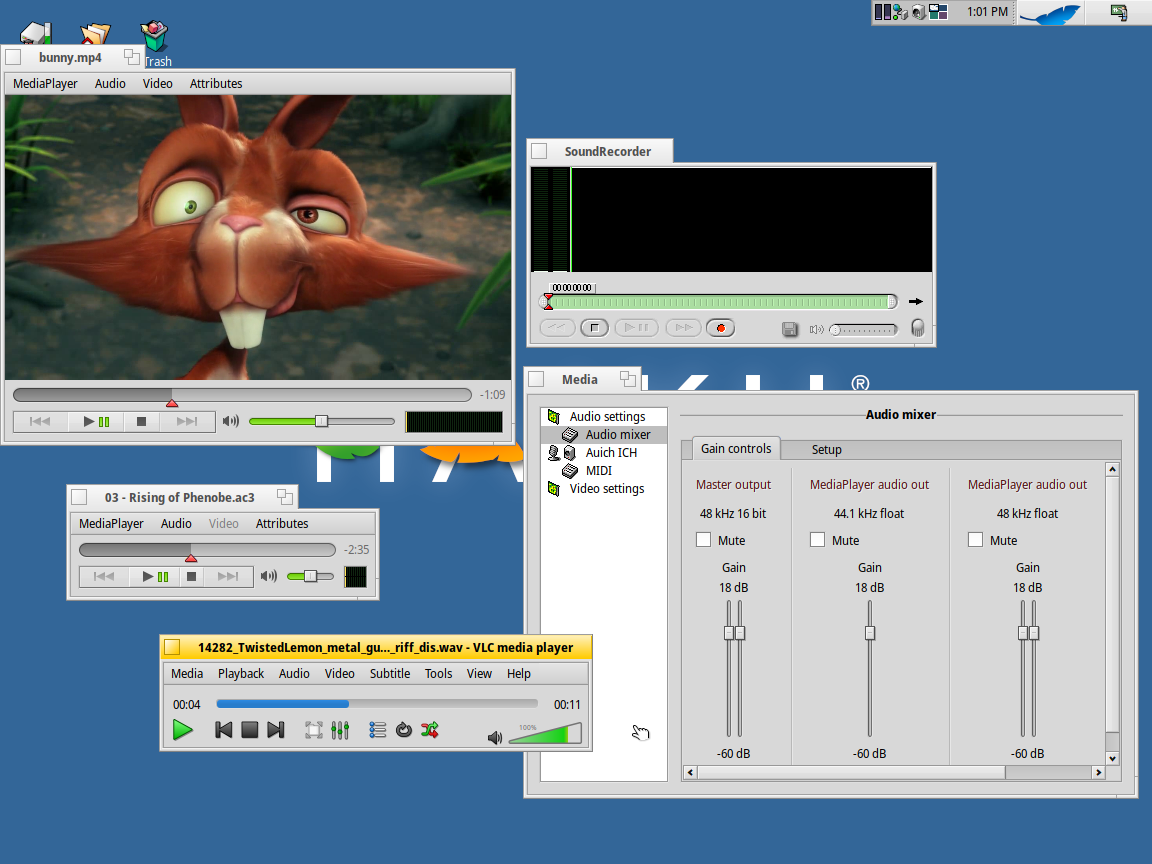 1:01 PM
Trash
bunny.mp4
MediaPlayer Audio Video Attributes
-1:09
SoundRecorder
00000000
®
03 - Rising of Phenobe.ac3
MediaPlayer Audio Video Attributes
-2:35
14282_TwistedLemon_metal_gu..._riff_dis.wav - VLC media player
Media Playback Audio Video Subtitle Tools View Help
00:04 00:11
100%
Media
Audio settings
Audio mixer
Auich ICH
MIDI
Video settings
Audio mixer
Gain controls Setup
Master output MediaPlayer audio out MediaPlayer audio out
48 kHz 16 bit 44.1 kHz float 48 kHz float
Mute Mute Mute
Gain Gain Gain
18 dB 18 dB 18 dB
-60 dB -60 dB -60 dB